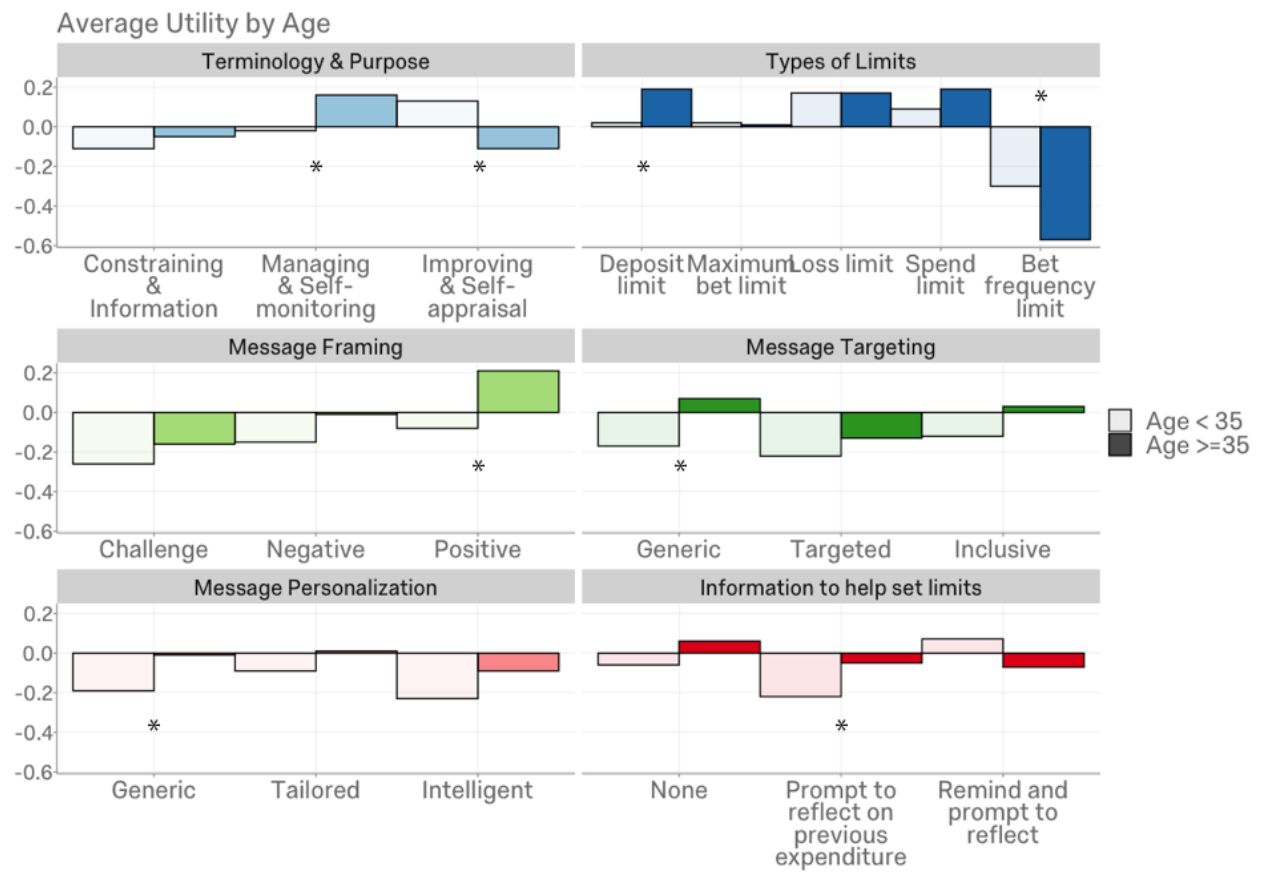 Average Utility by Age
Terminology & Purpose
0.2
0.0
-0.2
-0.4
-0.6
*
*
Constraining
&
Information
Managing
& Self-
monitoring
Improving
& Self-
appraisal
Types of Limits
*
*
Deposit
limit
Maximum
bet limit
Loss limit
Spend
limit
Bet
frequency
limit
Message Framing
0.2
0.0
-0.2
-0.4
-0.6
*
Challenge
Negative
Positive
Message Targeting
*
Generic
Targeted
Inclusive
Age < 35
Age >=35
Message Personalization
0.2
0.0
-0.2
-0.4
-0.6
*
Generic
Tailored
Intelligent
Information to help set limits
*
None
Prompt to
reflect on
previous
expenditure
Remind and
prompt to
reflect